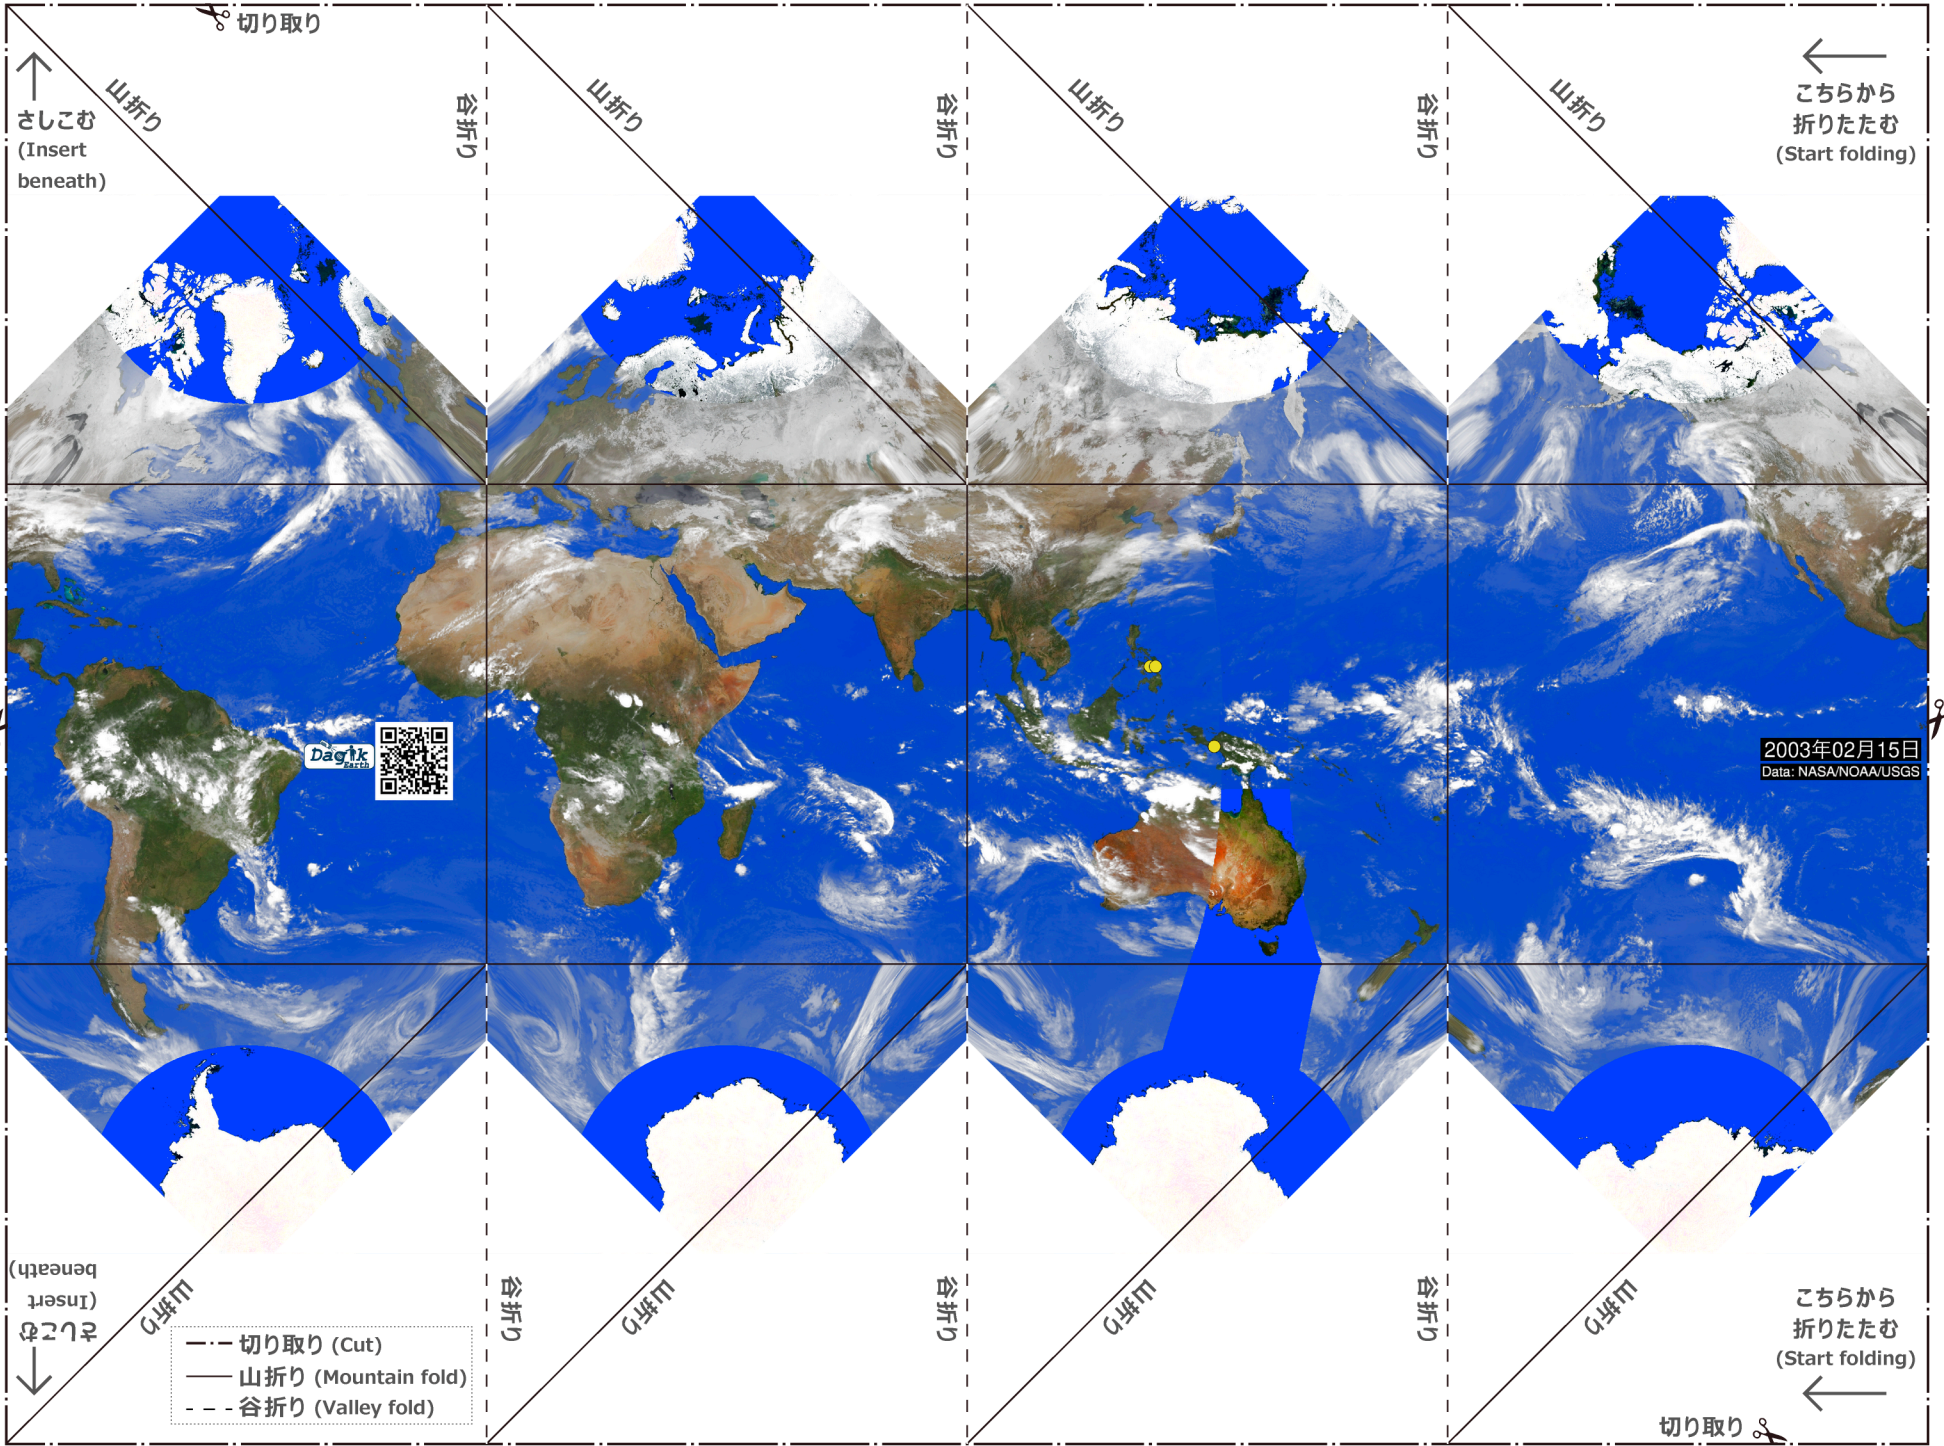 切り取り
山折り
谷折り
山折り
谷折り
山折り
谷折り
山折り
さしこむ
(Insert
beneath)
こちらから
折りたたむ
(Start folding)
Dagik
Earth
2003年02月15日
Data: NASA/NOAA/USGS
さしこむ
(Insert
beneath)
山折り
谷折り
山折り
谷折り
山折り
谷折り
山折り
こちらから
折りたたむ
(Start folding)
切り取り (Cut)
山折り (Mountain fold)
谷折り (Valley fold)
切り取り